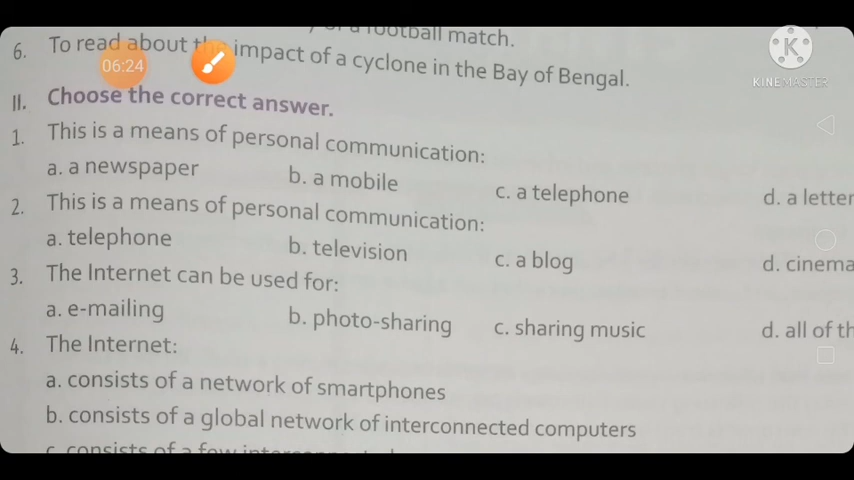 a football match.
6. To read about the impact of a cyclone in the Bay of Bengal.
06:24
KINEMASTER
II. Choose the correct answer.
1. This is a means of personal communication:
a. a newspaper b. a mobile c. a telephone d. a letter
2. This is a means of personal communication:
a. telephone b. television c. a blog d. cinema
3. The Internet can be used for:
a. e-mailing b. photo-sharing c. sharing music d. all of th
4. The Internet:
a. consists of a network of smartphones
b. consists of a global network of interconnected computers
c. consists of a few